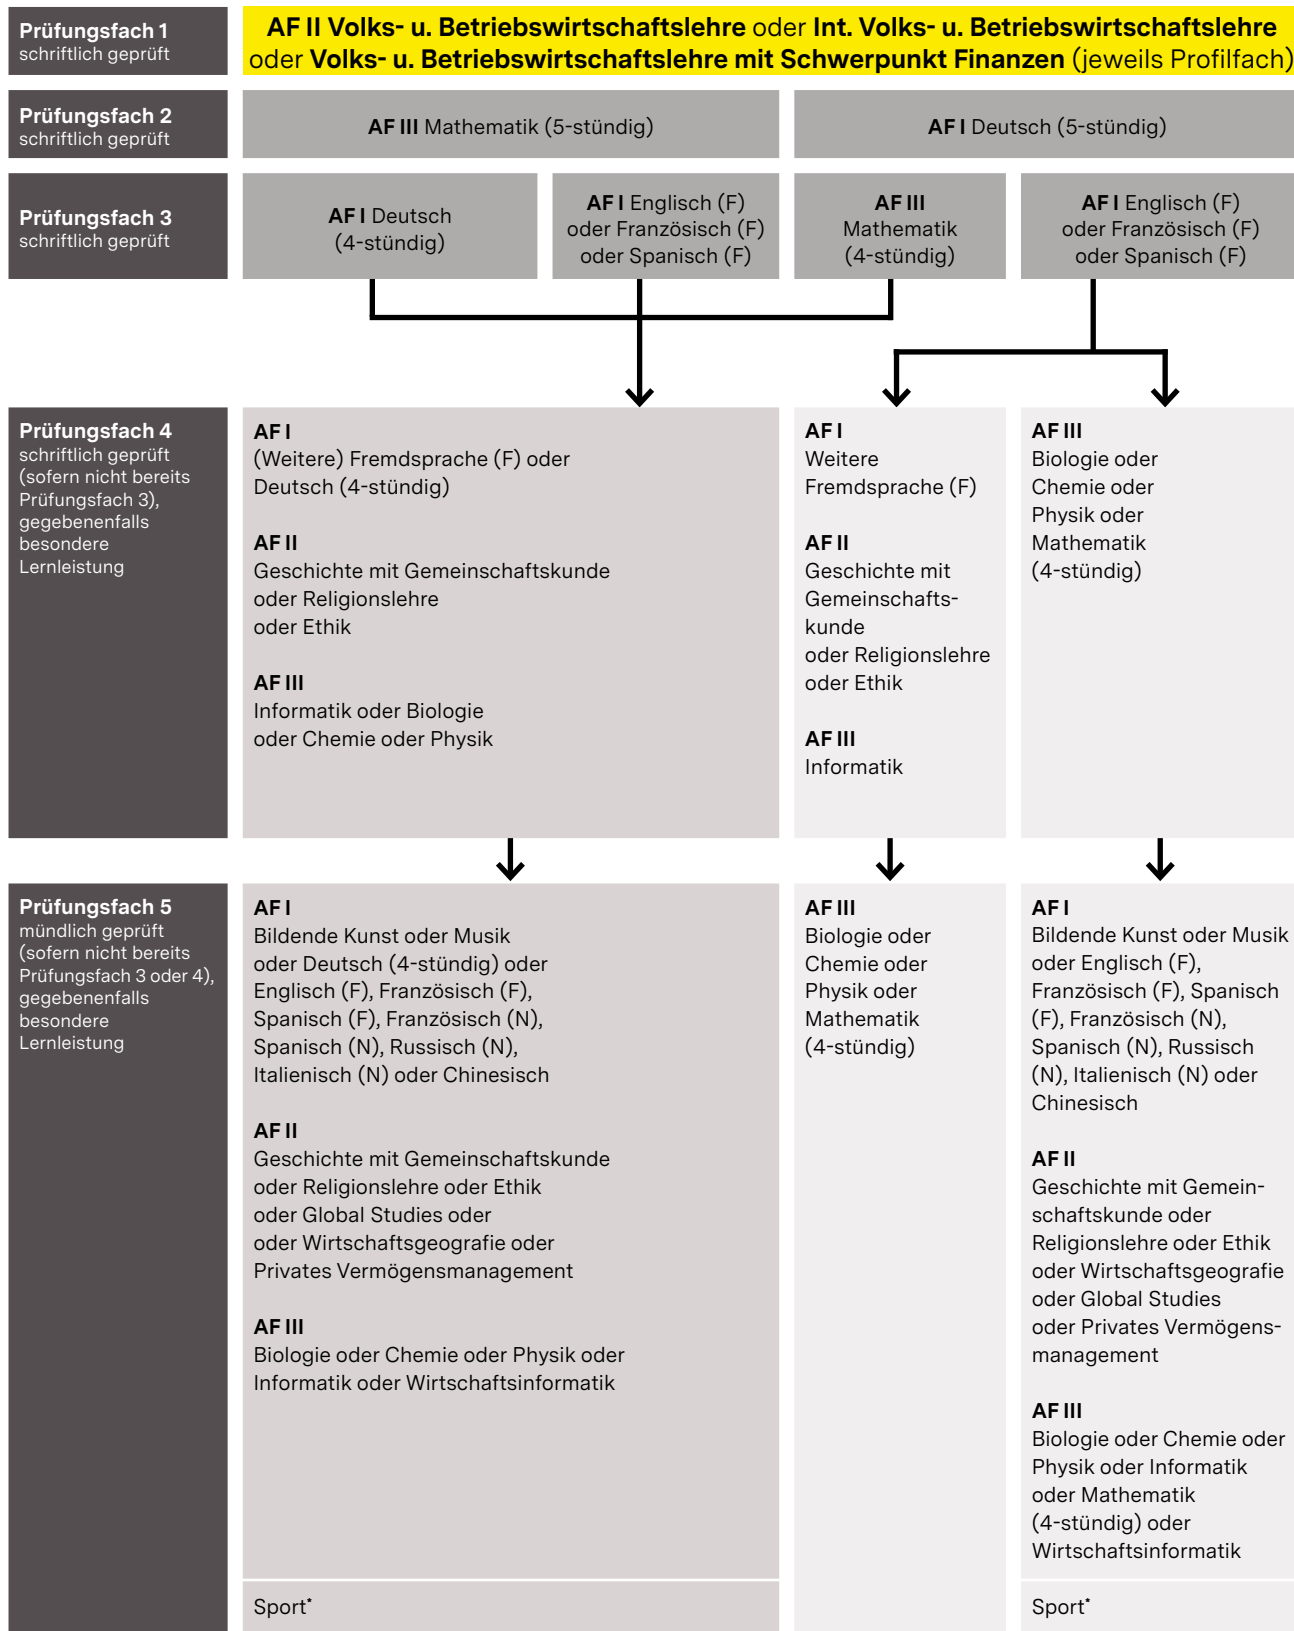 Prüfungsfach 1
schriftlich geprüft
AF II Volks- u. Betriebswirtschaftslehre oder Int. Volks- u. Betriebswirtschaftslehre
oder Volks- u. Betriebswirtschaftslehre mit Schwerpunkt Finanzen (jeweils Profilfach)
Prüfungsfach 2
schriftlich geprüft
AF III Mathematik (5-stündig)
AF I Deutsch (5-stündig)
Prüfungsfach 3
schriftlich geprüft
AF I Deutsch
(4-stündig)
AF I Englisch (F)
oder Französisch (F)
oder Spanisch (F)
AF III
Mathematik
(4-stündig)
AF I Englisch (F)
oder Französisch (F)
oder Spanisch (F)
Prüfungsfach 4
schriftlich geprüft
(sofern nicht bereits
Prüfungsfach 3),
gegebenenfalls
besondere
Lernleistung
AF I
(Weitere) Fremdsprache (F) oder
Deutsch (4-stündig)
AF II
Geschichte mit Gemeinschaftskunde
oder Religionslehre
oder Ethik
AF III
Informatik oder Biologie
oder Chemie oder Physik
AF I
Weitere
Fremdsprache (F)
AF II
Geschichte mit
Gemeinschafts-
kunde
oder Religionslehre
oder Ethik
AF III
Informatik
AF III
Biologie oder
Chemie oder
Physik oder
Mathematik
(4-stündig)
Prüfungsfach 5
mündlich geprüft
(sofern nicht bereits
Prüfungsfach 3 oder 4),
gegebenenfalls
besondere
Lernleistung
AF I
Bildende Kunst oder Musik
oder Deutsch (4-stündig) oder
Englisch (F), Französisch (F),
Spanisch (F), Französisch (N),
Spanisch (N), Russisch (N),
Italienisch (N) oder Chinesisch
AF II
Geschichte mit Gemeinschaftskunde
oder Religionslehre oder Ethik
oder Global Studies oder
oder Wirtschaftsgeografie oder
Privates Vermögensmanagement
AF III
Biologie oder Chemie oder Physik oder
Informatik oder Wirtschaftsinformatik
Sport*
AF III
Biologie oder
Chemie oder
Physik oder
Mathematik
(4-stündig)
AF I
Bildende Kunst oder Musik
oder Englisch (F),
Französisch (F), Spanisch
(F), Französisch (N),
Spanisch (N), Russisch
(N), Italienisch (N) oder
Chinesisch
AF II
Geschichte mit Gemein-
schaftskunde oder
Religionslehre oder Ethik
oder Wirtschaftsgeografie
oder Global Studies
oder Privates Vermögens-
management
AF III
Biologie oder Chemie oder
Physik oder Informatik
oder Mathematik
(4-stündig) oder
Wirtschaftsinformatik
Sport*